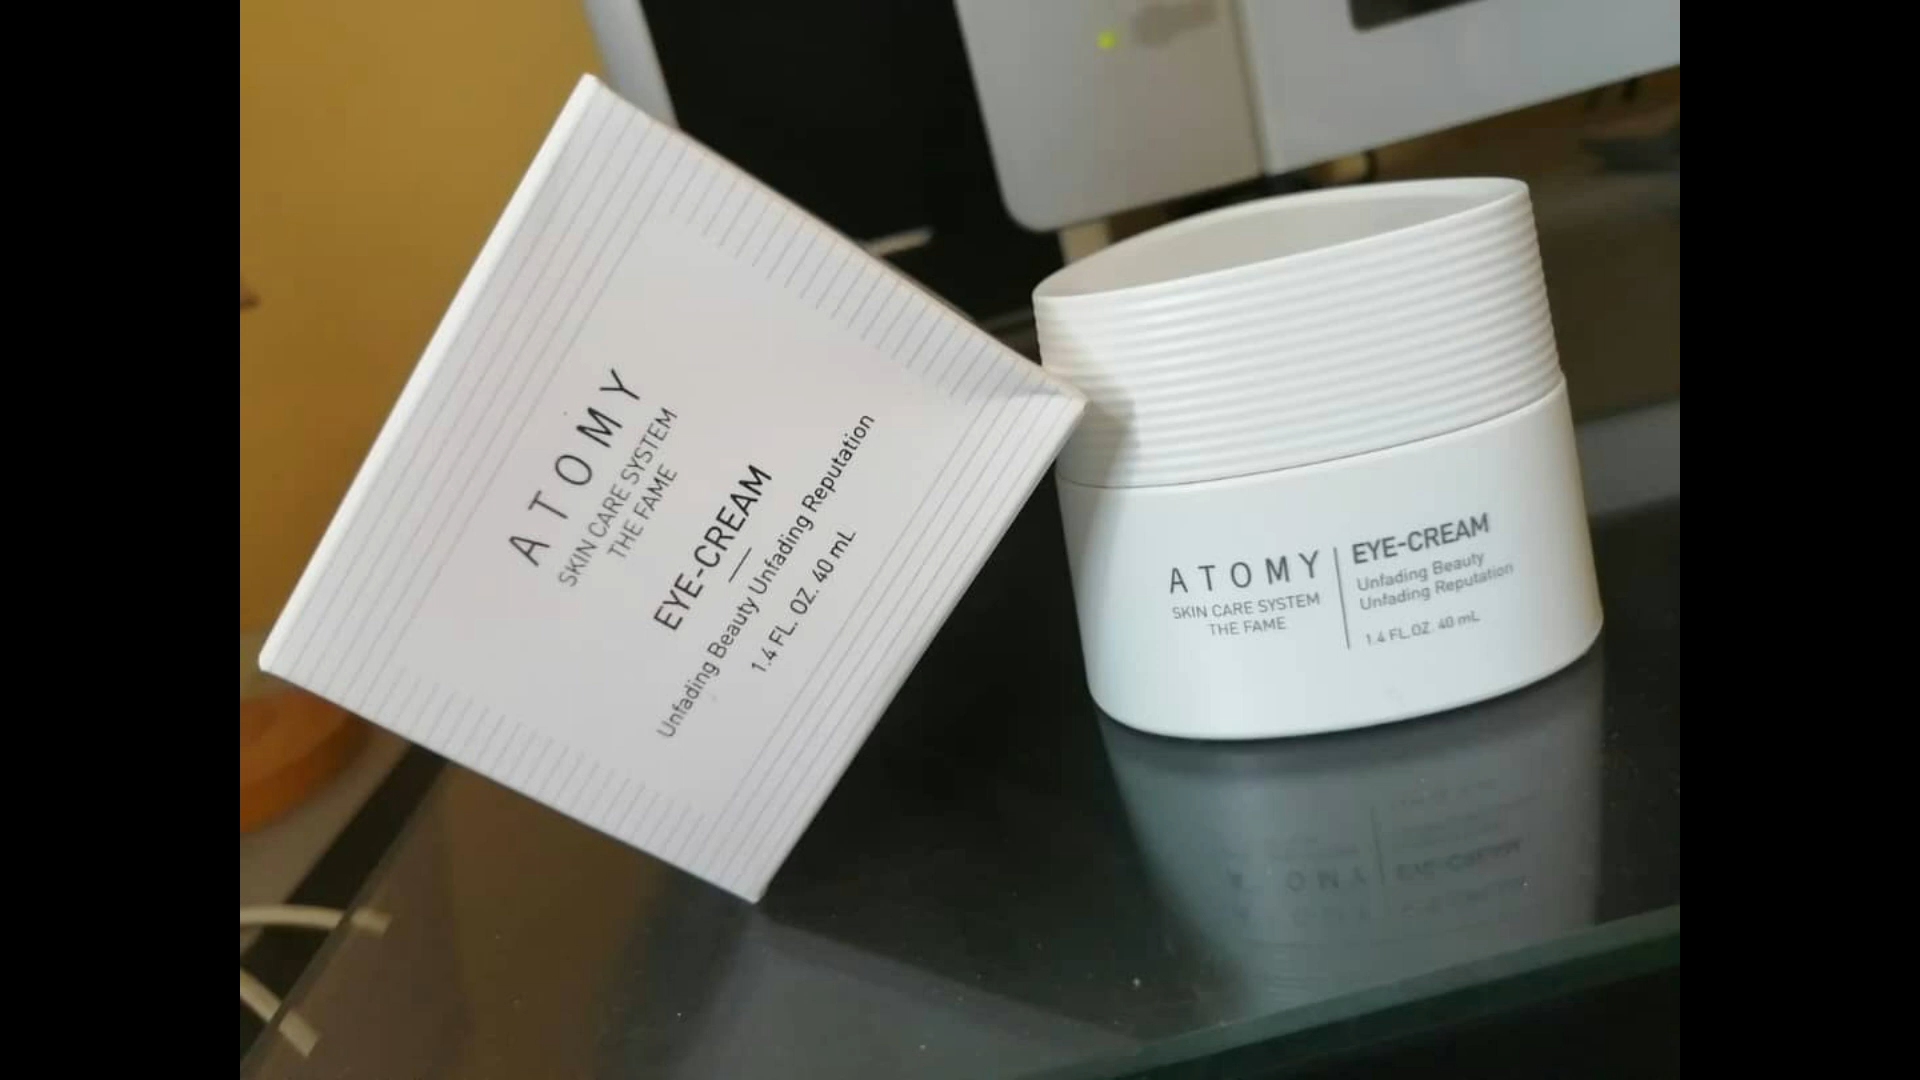 ATOMY
SKIN CARE SYSTEM
THE FAME
EYE-CREAM
Unfading Beauty Unfading Reputation
1.4 FL. OZ. 40 mL
ATOMY
SKIN CARE SYSTEM
THE FAME
EYE-CREAM
Unfading Beauty
Unfading Reputation
1.4 FL.OZ. 40 mL